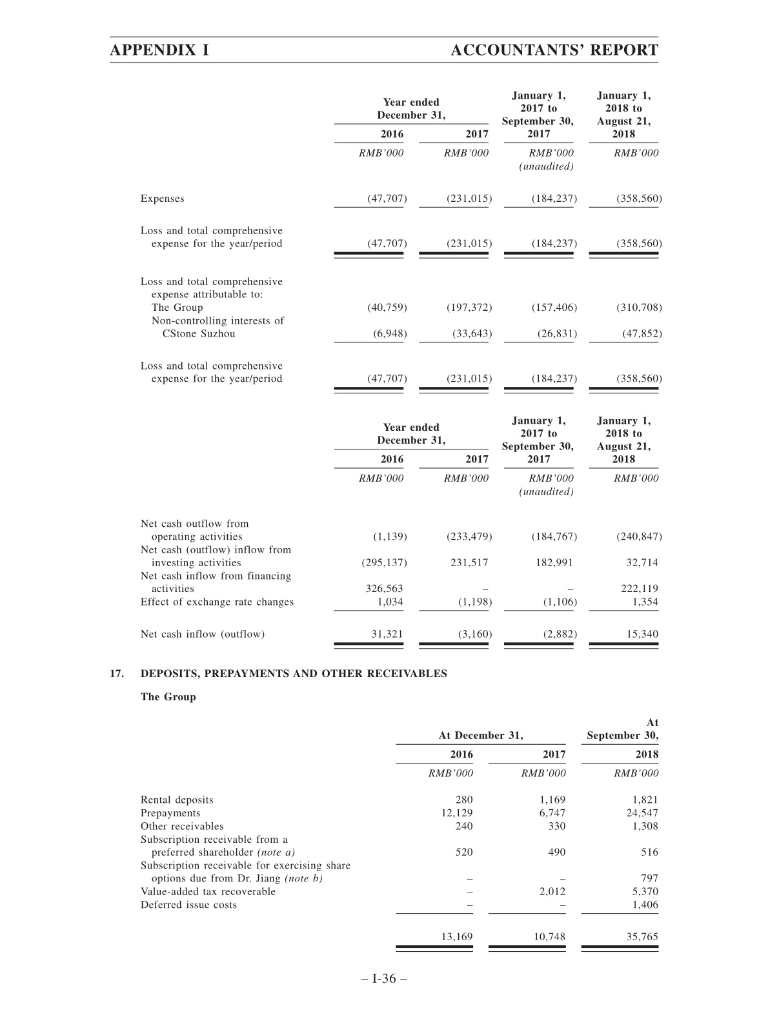 APPENDIX I ACCOUNTANTS' REPORT
Year ended
December 31,
January 1,
2017 to
September 30,
2017
January 1,
2018 to
August 21,
2018
2016 2017
RMB'000 RMB'000 RMB'000 RMB'000
(unaudited)
Expenses (47,707) (231,015) (184,237) (358,560)
Loss and total comprehensive
expense for the year/period (47,707) (231,015) (184,237) (358,560)
Loss and total comprehensive
expense attributable to:
The Group (40,759) (197,372) (157,406) (310,708)
Non-controlling interests of
CStone Suzhou (6,948) (33,643) (26,831) (47,852)
Loss and total comprehensive
expense for the year/period (47,707) (231,015) (184,237) (358,560)
Year ended
December 31,
January 1,
2017 to
September 30,
2017
January 1,
2018 to
August 21,
2018
2016 2017
RMB'000 RMB'000 RMB'000 RMB'000
(unaudited)
Net cash outflow from
operating activities (1,139) (233,479) (184,767) (240,847)
Net cash (outflow) inflow from
investing activities (295,137) 231,517 182,991 32,714
Net cash inflow from financing
activities 326,563 – – 222,119
Effect of exchange rate changes 1,034 (1,198) (1,106) 1,354
Net cash inflow (outflow) 31,321 (3,160) (2,882) 15,340
17. DEPOSITS, PREPAYMENTS AND OTHER RECEIVABLES
The Group
At December 31,
At
September 30,
2016 2017 2018
RMB'000 RMB'000 RMB'000
Rental deposits 280 1,169 1,821
Prepayments 12,129 6,747 24,547
Other receivables 240 330 1,308
Subscription receivable from a
preferred shareholder (note a) 520 490 516
Subscription receivable for exercising share
options due from Dr. Jiang (note b) – – 797
Value-added tax recoverable – 2,012 5,370
Deferred issue costs – – 1,406
13,169 10,748 35,765
– I-36 –